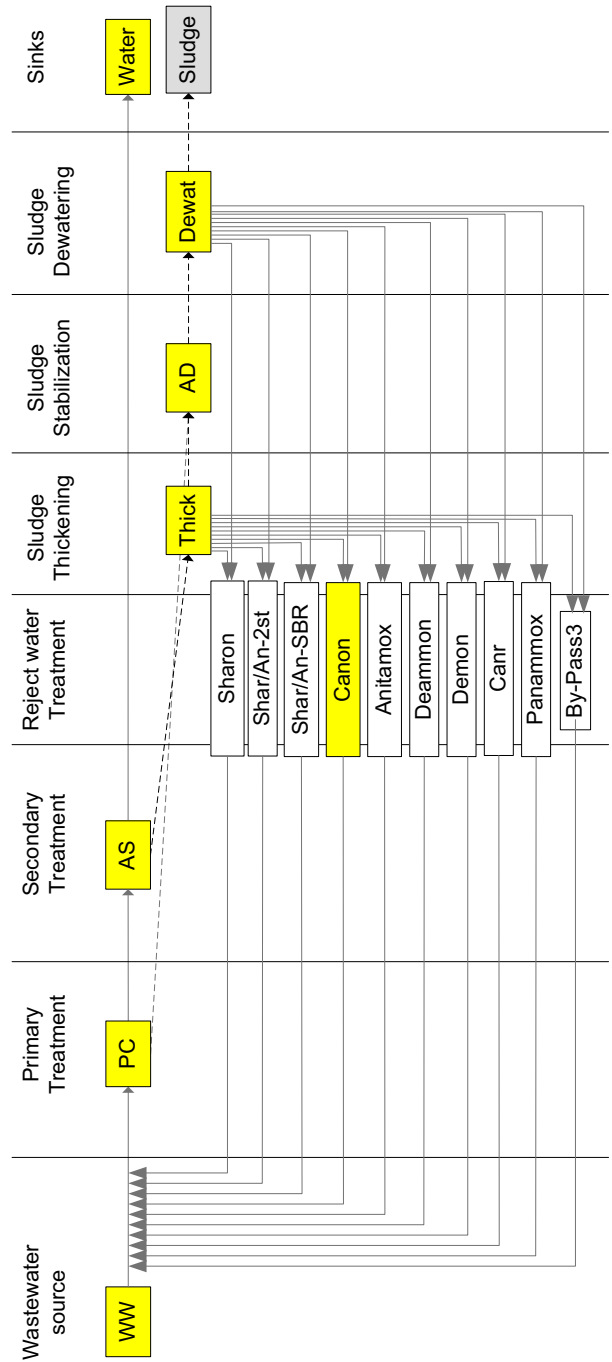 Wastewater
source
Primary
Treatment
Secondary
Treatment
Reject water
Treatment
Sludge
Thickening
Sludge
Stabilization
Sludge
Dewatering
Sinks
WW
PC
AS
Water
Thick
AD
Dewat
Sludge
Sharon
Shar/An-2st
Shar/An-SBR
Canon
Anitamox
Deammon
Demon
Canr
Panammox
By-Pass3